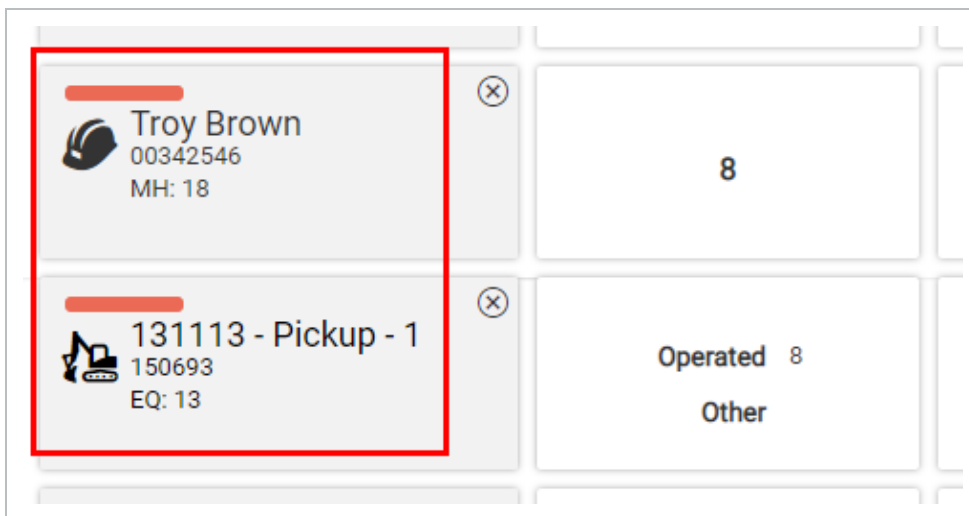 Troy Brown
00342546
MH: 18
8
131113 - Pickup - 1
150693
EQ: 13
Operated 8
Other